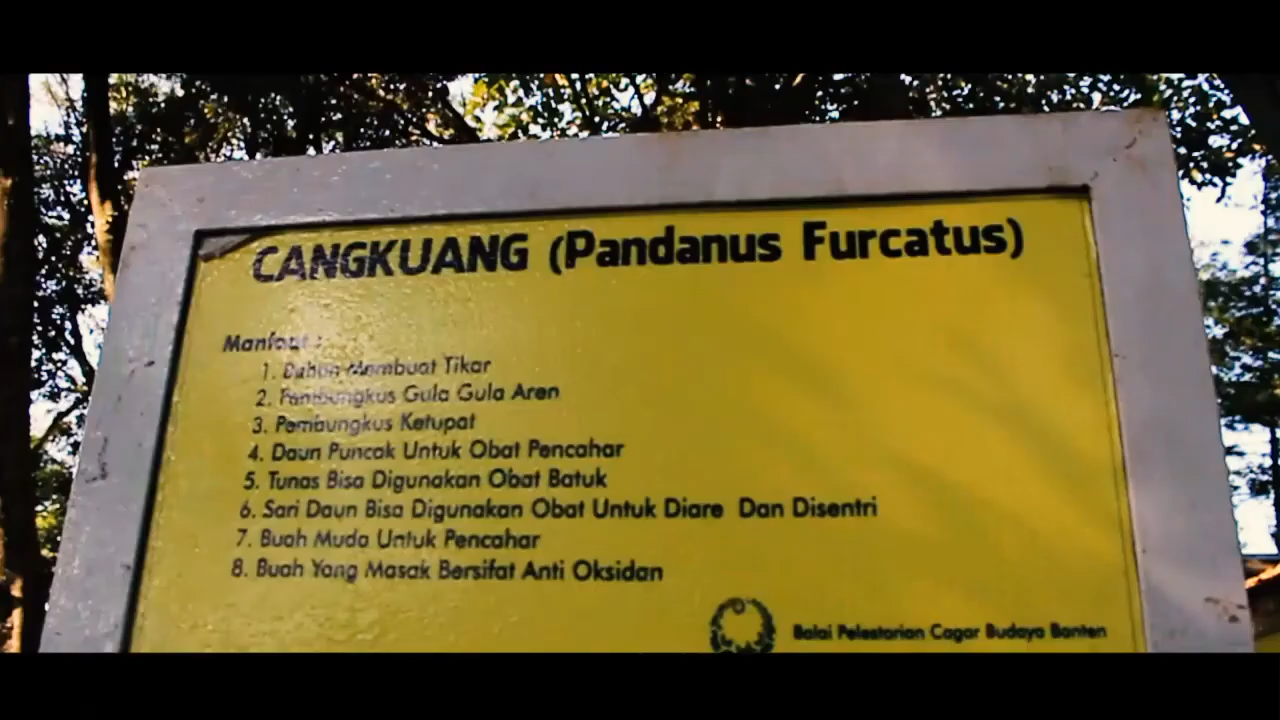 CANGKUANG (Pandanus Furcatus)
Manfaat :
1. Bahan Membuat Tikar
2. Pembungkus Gula Gula Aren
3. Pembungkus Ketupat
4. Daun Puncak Untuk Obat Pencahar
5. Tunas Bisa Digunakan Obat Batuk
6. Sari Daun Bisa Digunakan Obat Untuk Diare Dan Disentri
7. Buah Muda Untuk Pencahar
8. Buah Yang Masak Bersifat Anti Oksidan
Balai Pelestarian Cagar Budaya Banten